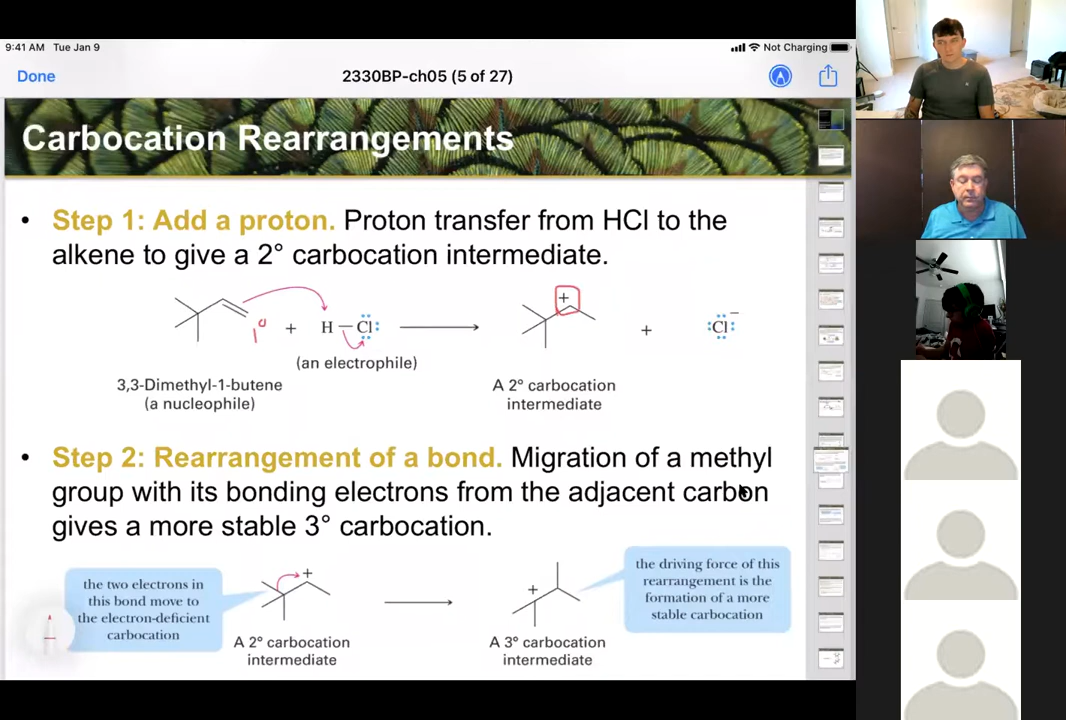 9:41 AM Tue Jan 9
Not Charging
Done
2330BP-ch05 (5 of 27)
Carbocation Rearrangements
• Step 1: Add a proton. Proton transfer from HCl to the
alkene to give a 2° carbocation intermediate.
1°
+ H—Cl:
+ :Cl:−
+
(an electrophile)
3,3-Dimethyl-1-butene
(a nucleophile)
A 2° carbocation
intermediate
• Step 2: Rearrangement of a bond. Migration of a methyl
group with its bonding electrons from the adjacent carbon
gives a more stable 3° carbocation.
the two electrons in
this bond move to
the electron-deficient
carbocation
+
A 2° carbocation
intermediate
+
A 3° carbocation
intermediate
the driving force of this
rearrangement is the
formation of a more
stable carbocation